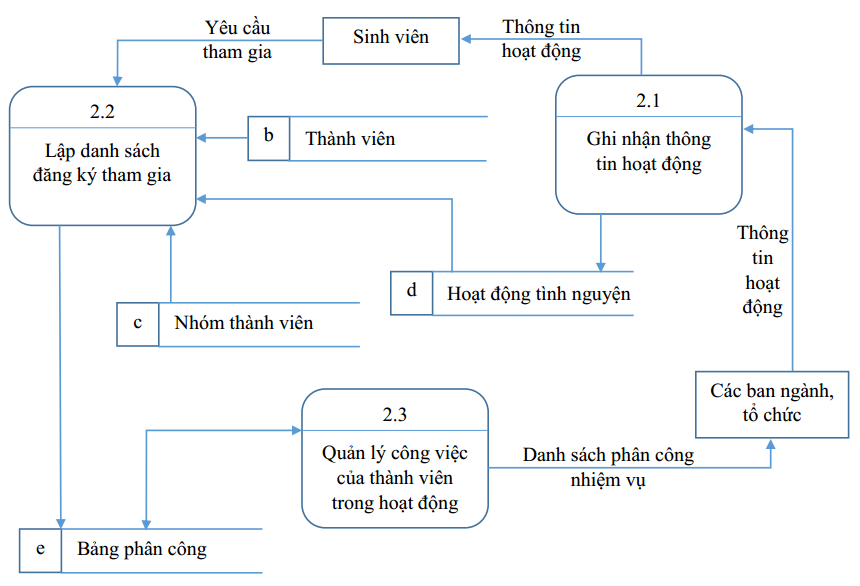 Yêu cầu
tham gia
Sinh viên
Thông tin
hoạt động
2.2
Lập danh sách
đăng ký tham gia
b
Thành viên
2.1
Ghi nhận thông
tin hoạt động
Thông
tin
hoạt
động
d
Hoạt động tình nguyện
c
Nhóm thành viên
Các ban ngành,
tổ chức
2.3
Quản lý công việc
của thành viên
trong hoạt động
Danh sách phân công
nhiệm vụ
e
Bảng phân công